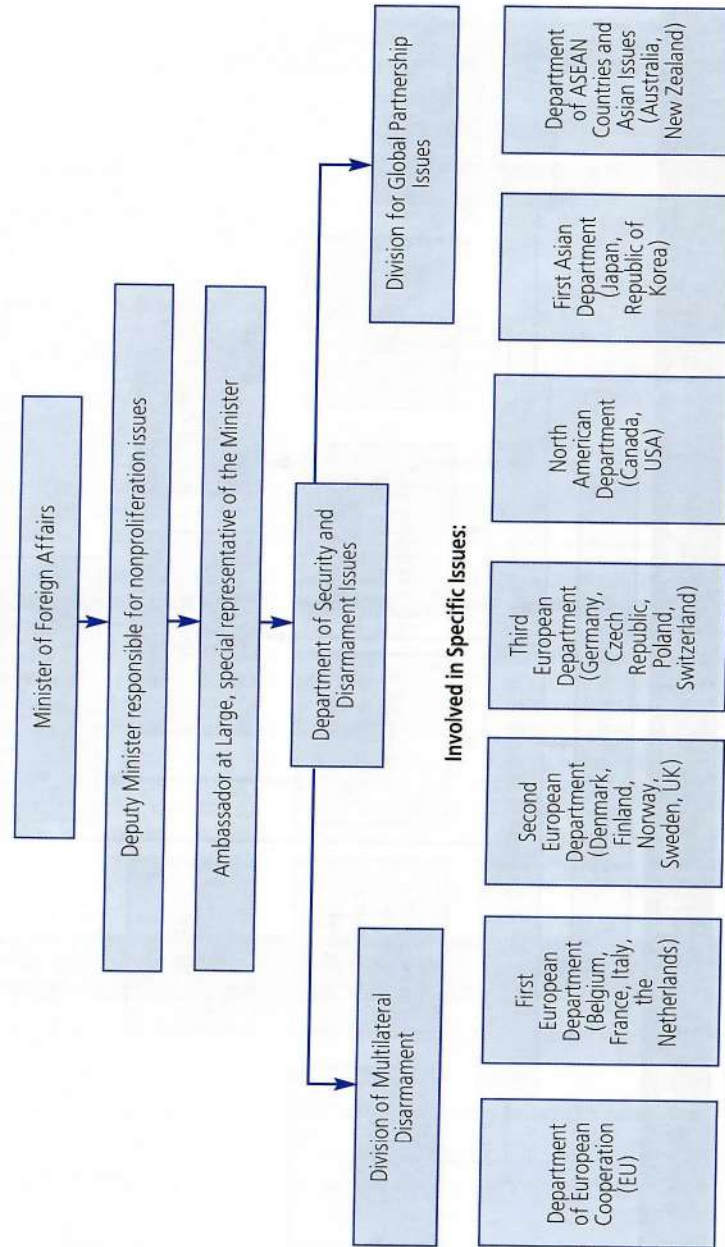 Minister of Foreign Affairs
Deputy Minister responsible for nonproliferation issues
Ambassador at Large, special representative of the Minister
Department of Security and
Disarmament Issues
Division of Multilateral
Disarmament
Division for Global Partnership
Issues
Involved in Specific Issues:
Department
of European
Cooperation
(EU)
First
European
Department
(Belgium,
France, Italy,
the
Netherlands)
Second
European
Department
(Denmark,
Finland,
Norway,
Sweden, UK)
Third
European
Department
(Germany,
Czech
Republic,
Poland,
Switzerland)
North
American
Department
(Canada,
USA)
First Asian
Department
(Japan,
Republic of
Korea)
Department
of ASEAN
Countries and
Asian Issues
(Australia,
New Zealand)